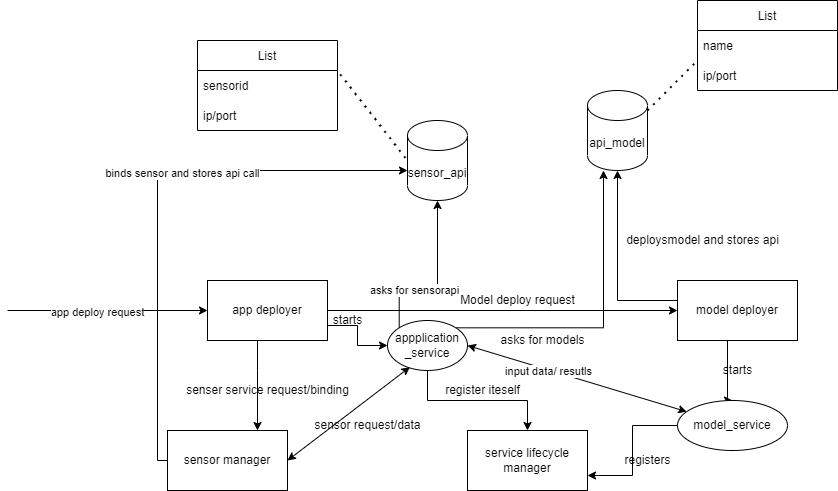 List
name
ip/port
List
sensorid
ip/port
api_model
sensor_api
binds sensor and stores api call
deploysmodel and stores api
asks for sensorapi
Model deploy request
app deploy request
app deployer
model deployer
starts
appplication
_service
asks for models
input data/ resutls
starts
senser service request/binding
register iteself
sensor request/data
model_service
sensor manager
service lifecycle
manager
registers